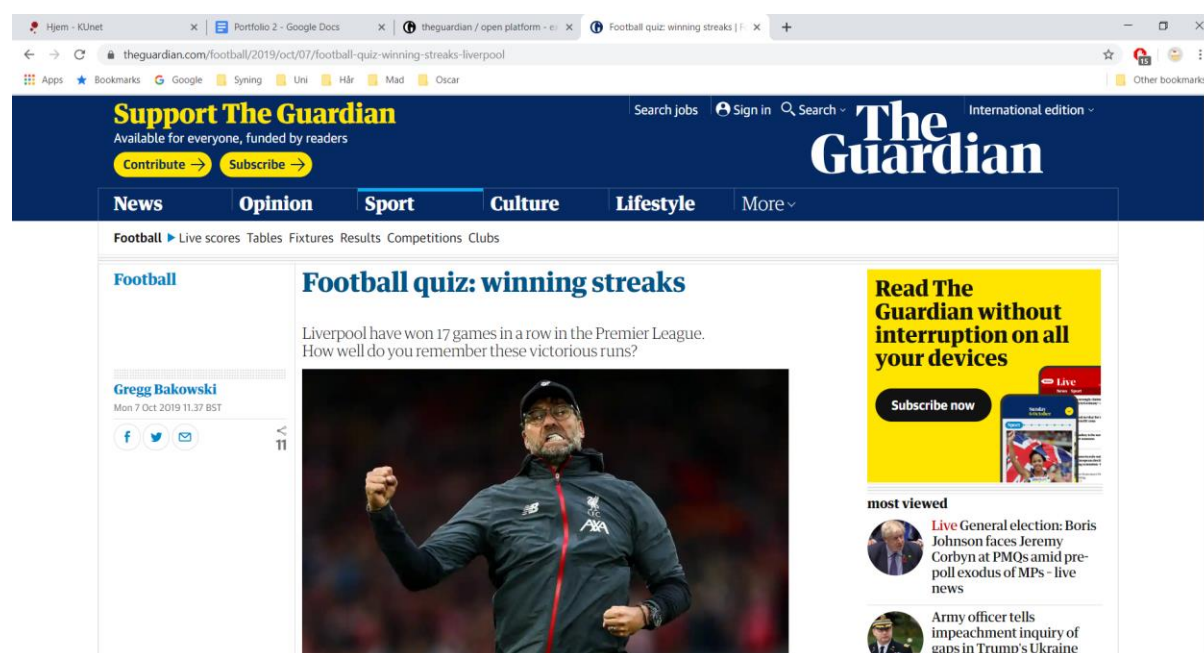 Hjem - KUnet
Portfolio 2 - Google Docs
theguardian / open platform - e
Football quiz: winning streaks | F
theguardian.com/football/2019/oct/07/football-quiz-winning-streaks-liverpool
15
Apps Bookmarks Google Syning Uni Hår Mad Oscar Other bookmarks
Support The Guardian
Available for everyone, funded by readers
Contribute → Subscribe →
Search jobs Sign in Search International edition
The
Guardian
News Opinion Sport Culture Lifestyle More
Football Live scores Tables Fixtures Results Competitions Clubs
Football
Football quiz: winning streaks
Liverpool have won 17 games in a row in the Premier League.
How well do you remember these victorious runs?
Gregg Bakowski
Mon 7 Oct 2019 11.37 BST
11
NB
L.F.C.
AXA
Read The
Guardian without
interruption on all
your devices
Subscribe now
Live
Sunday
Sport
most viewed
Live General election: Boris
Johnson faces Jeremy
Corbyn at PMQs amid pre-
poll exodus of MPs – live
news
Army officer tells
impeachment inquiry of
gaps in Trump's Ukraine